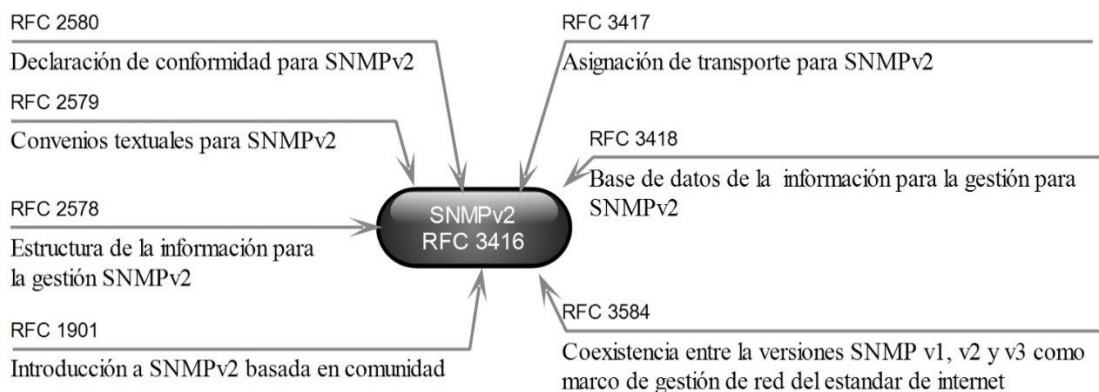 RFC 2580
Declaración de conformidad para SNMPv2
RFC 2579
Convenios textuales para SNMPv2
RFC 2578
Estructura de la información para
la gestión SNMPv2
RFC 1901
Introducción a SNMPv2 basada en comunidad
SNMPv2
RFC 3416
RFC 3417
Asignación de transporte para SNMPv2
RFC 3418
Base de datos de la información para la gestión para
SNMPv2
RFC 3584
Coexistencia entre la versiones SNMP v1, v2 y v3 como
marco de gestión de red del estandar de internet